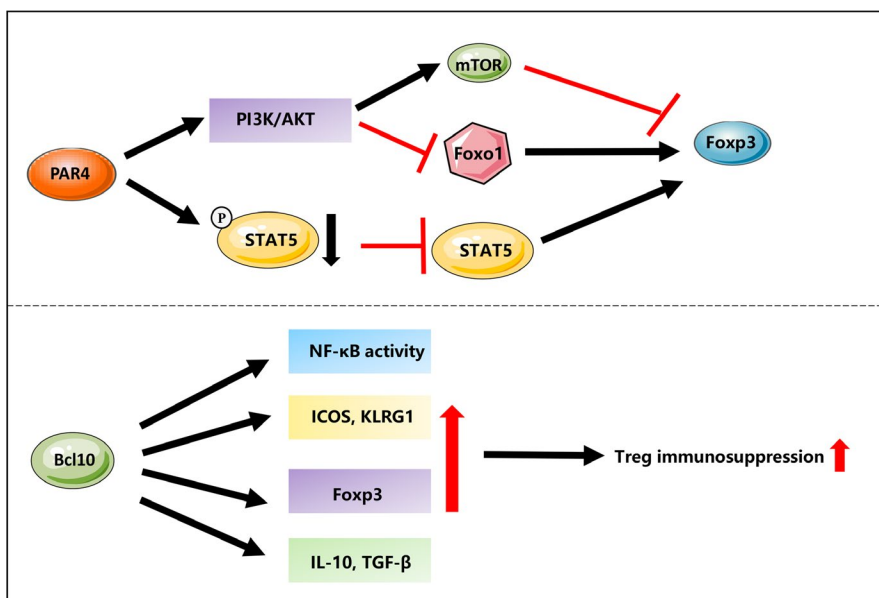 mTOR
PI3K/AKT
Foxo1
Foxp3
PAR4
P
STAT5
STAT5
NF-κB activity
ICOS, KLRG1
Bcl10
Treg immunosuppression
Foxp3
IL-10, TGF-β